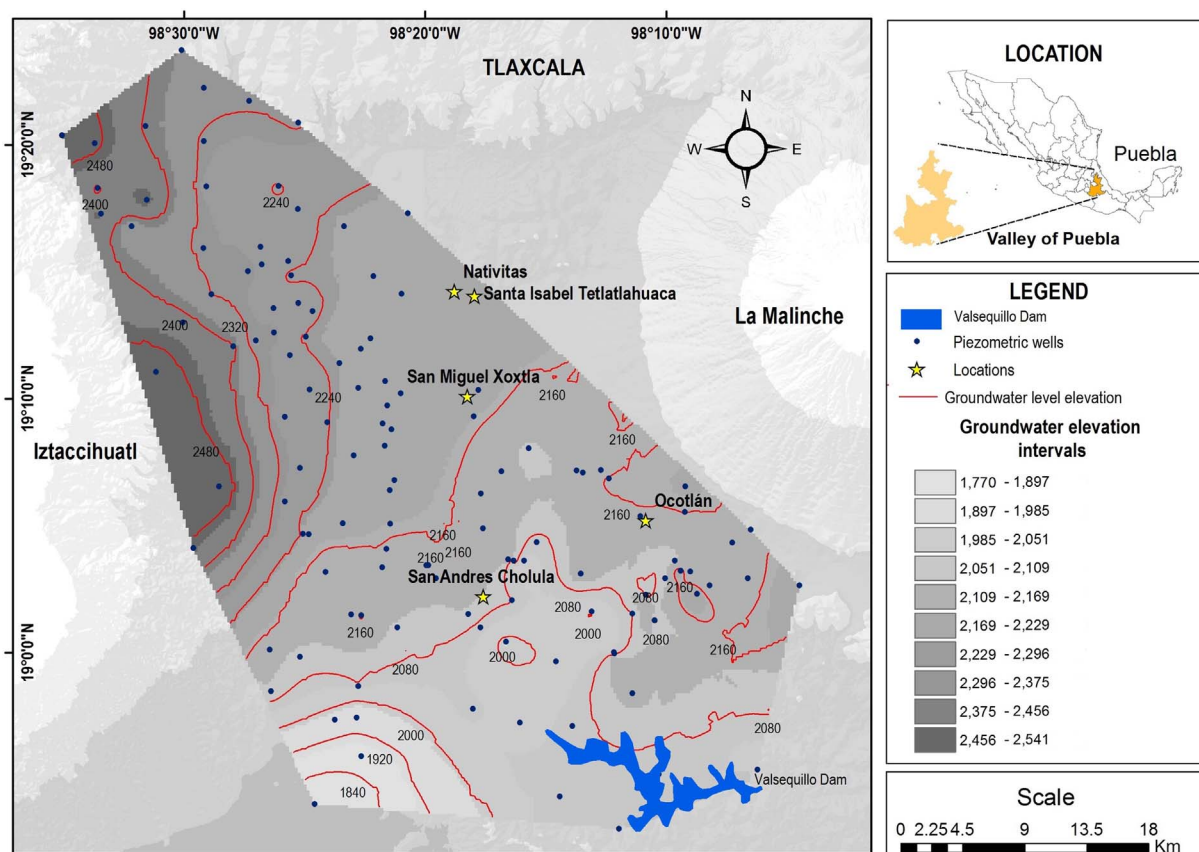 98°30'0"W
98°20'0"W
98°10'0"W
TLAXCALA
N
W
E
S
19°20'0"N
19°10'0"N
19°0'0"N
2480
2400
2240
Nativitas
Santa Isabel Tetlatlahuaca
La Malinche
2400
2320
San Miguel Xoxtla
2160
2240
2160
Iztaccihuatl
2480
Ocotlán
2160
2160
2160
2160
San Andres Cholula
2080
2160
2080
2160
2000
2080
2160
2080
2000
2000
2080
1920
1840
Valsequillo Dam
LOCATION
Puebla
Valley of Puebla
LEGEND
Valsequillo Dam
Piezometric wells
Locations
Groundwater level elevation
Groundwater elevation
intervals
1,770 - 1,897
1,897 - 1,985
1,985 - 2,051
2,051 - 2,109
2,109 - 2,169
2,169 - 2,229
2,229 - 2,296
2,296 - 2,375
2,375 - 2,456
2,456 - 2,541
Scale
0 2.25 4.5 9 13.5 18
Km